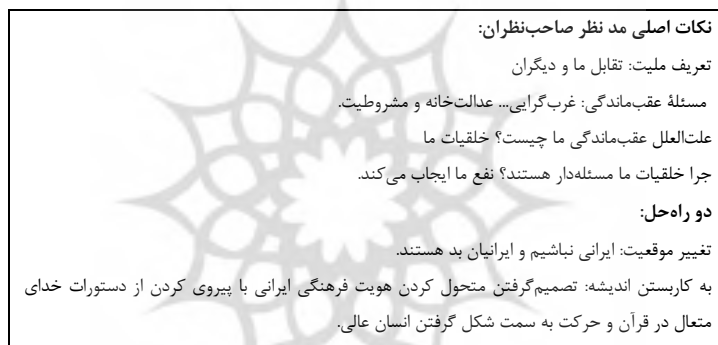 نکات اصلی مد نظر صاحب‌نظران:
تعریف ملیت: تقابل ما و دیگران
مسئلهٔ عقب‌ماندگی: غرب‌گرایی... عدالت‌خانه و مشروطیت.
علت‌العلل عقب‌ماندگی ما چیست؟ خلقیات ما
جرا خلقیات ما مسئله‌دار هستند؟ نفع ما ایجاب می‌کند.
دو راه‌حل:
تغییر موقعیت: ایرانی نباشیم و ایرانیان بد هستند.
به کاربستن اندیشه: تصمیم‌گرفتن متحول کردن هویت فرهنگی ایرانی با پیروی کردن از دستورات خدای
متعال در قرآن و حرکت به سمت شکل گرفتن انسان عالی.